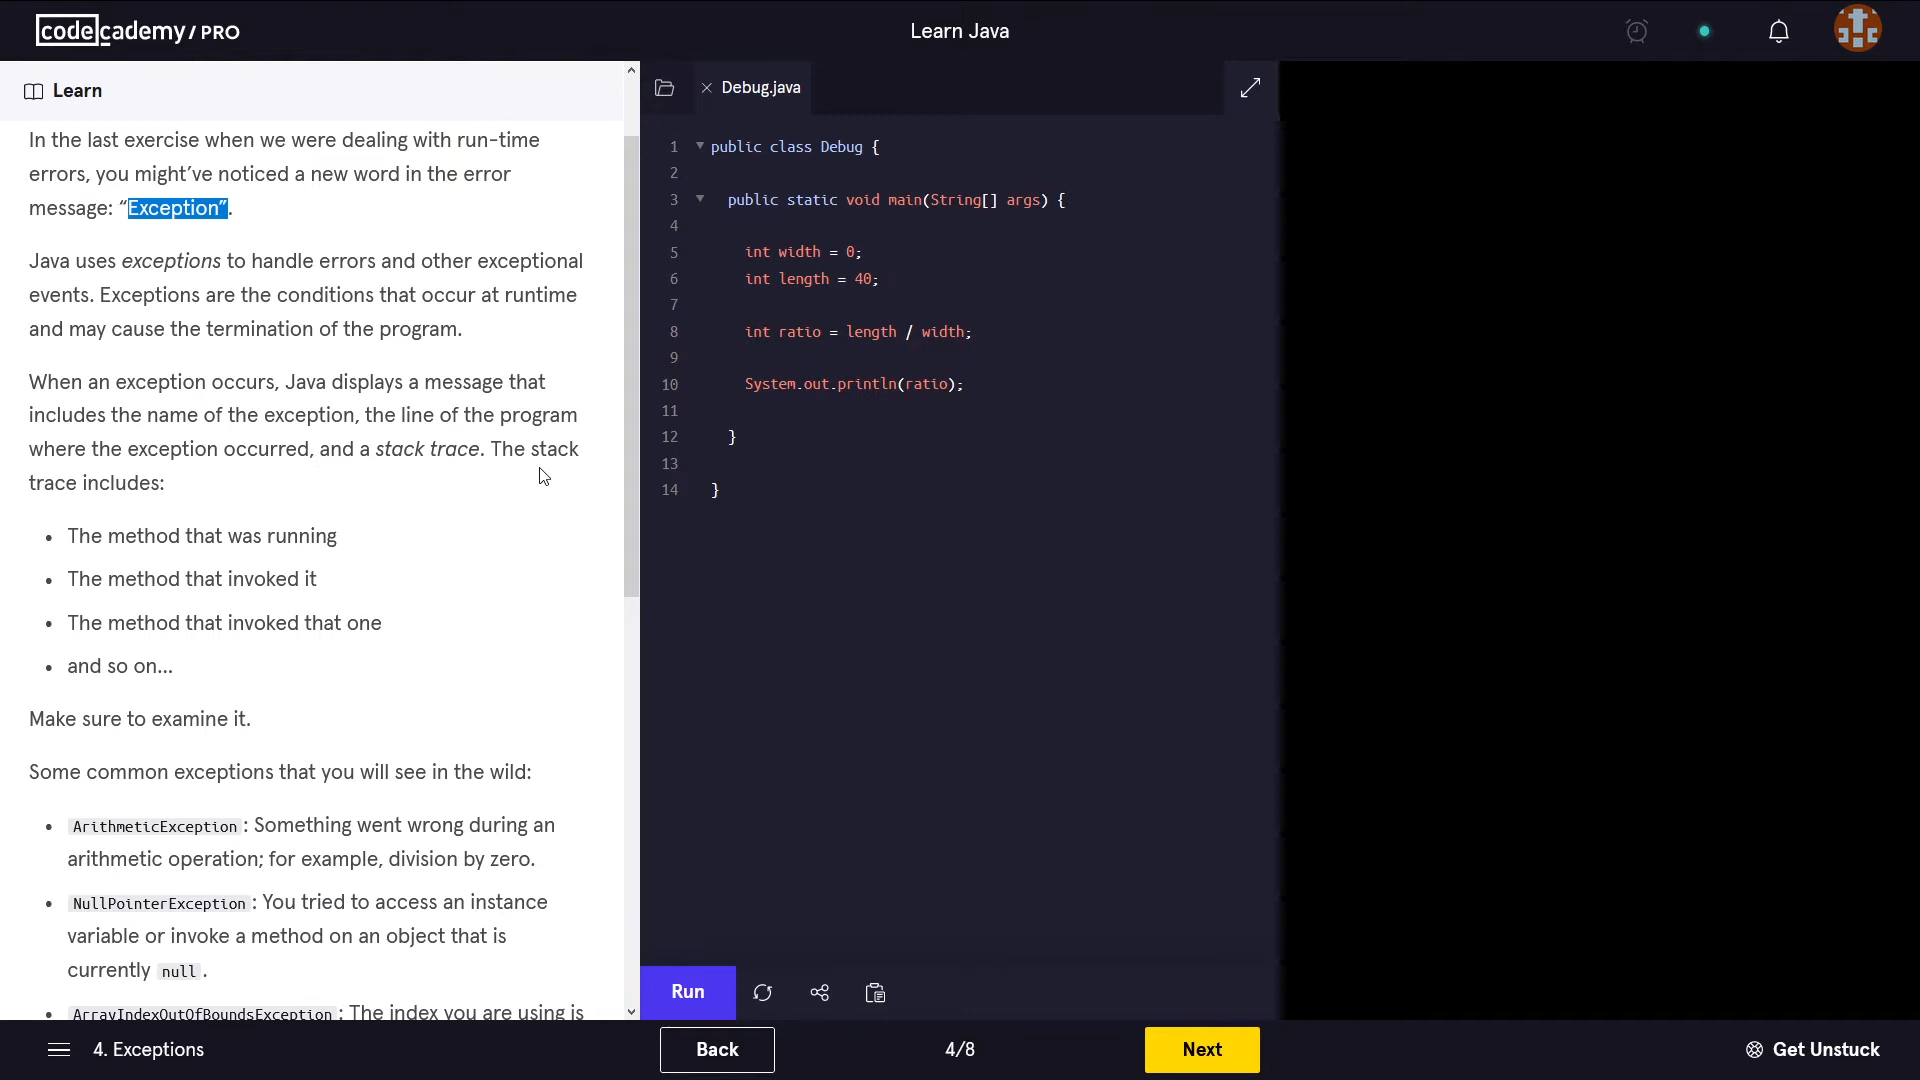 codecademy/PRO
Learn Java
Learn
In the last exercise when we were dealing with run-time
errors, you might’ve noticed a new word in the error
message: “Exception”.
Java uses exceptions to handle errors and other exceptional
events. Exceptions are the conditions that occur at runtime
and may cause the termination of the program.
When an exception occurs, Java displays a message that
includes the name of the exception, the line of the program
where the exception occurred, and a stack trace. The stack
trace includes:
• The method that was running
• The method that invoked it
• The method that invoked that one
• and so on…
Make sure to examine it.
Some common exceptions that you will see in the wild:
• ArithmeticException: Something went wrong during an
arithmetic operation; for example, division by zero.
• NullPointerException: You tried to access an instance
variable or invoke a method on an object that is
currently null.
• ArrayIndexOutOfBoundsException: The index you are using is
Debug.java
1 public class Debug {
2
3 public static void main(String[] args) {
4
5 int width = 0;
6 int length = 40;
7
8 int ratio = length / width;
9
10 System.out.println(ratio);
11
12 }
13
14 }
Run
4. Exceptions
Back
4/8
Next
Get Unstuck